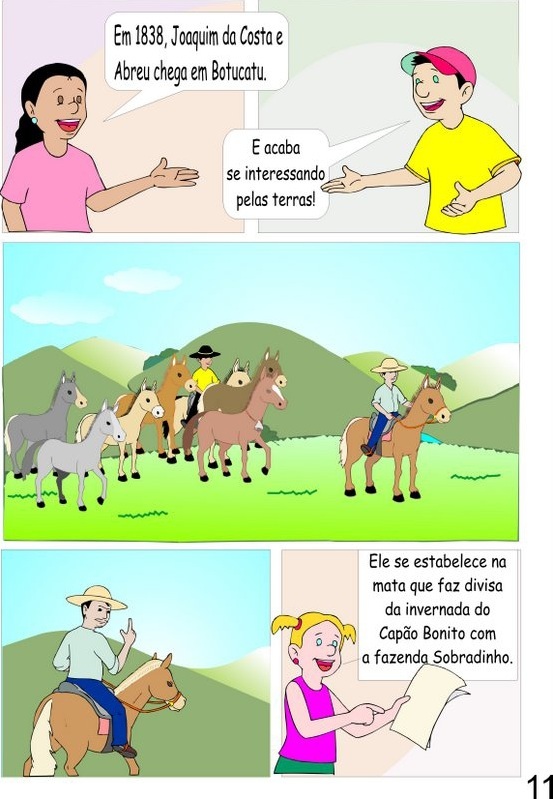 Em 1838, Joaquim da Costa e
Abreu chega em Botucatu.
E acaba
se interessando
pelas terras!
Ele se estabelece na
mata que faz divisa
da invernada do
Capão Bonito com
a fazenda Sobradinho.
11